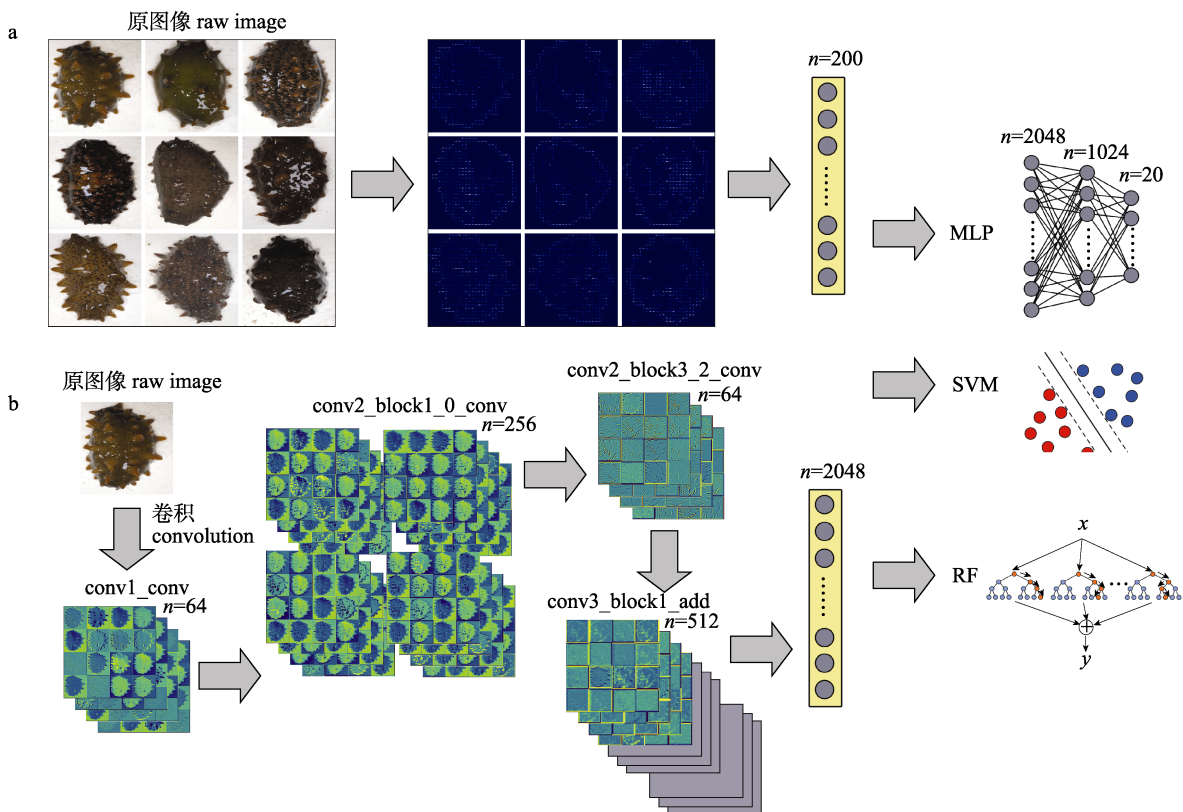 原图像 raw image
a
n=200
n=2048
n=1024
n=20
MLP
SVM
RF
x
y
b
原图像 raw image
卷积
convolution
conv1_conv
n=64
conv2_block1_0_conv
n=256
conv2_block3_2_conv
n=64
conv3_block1_add
n=512
n=2048